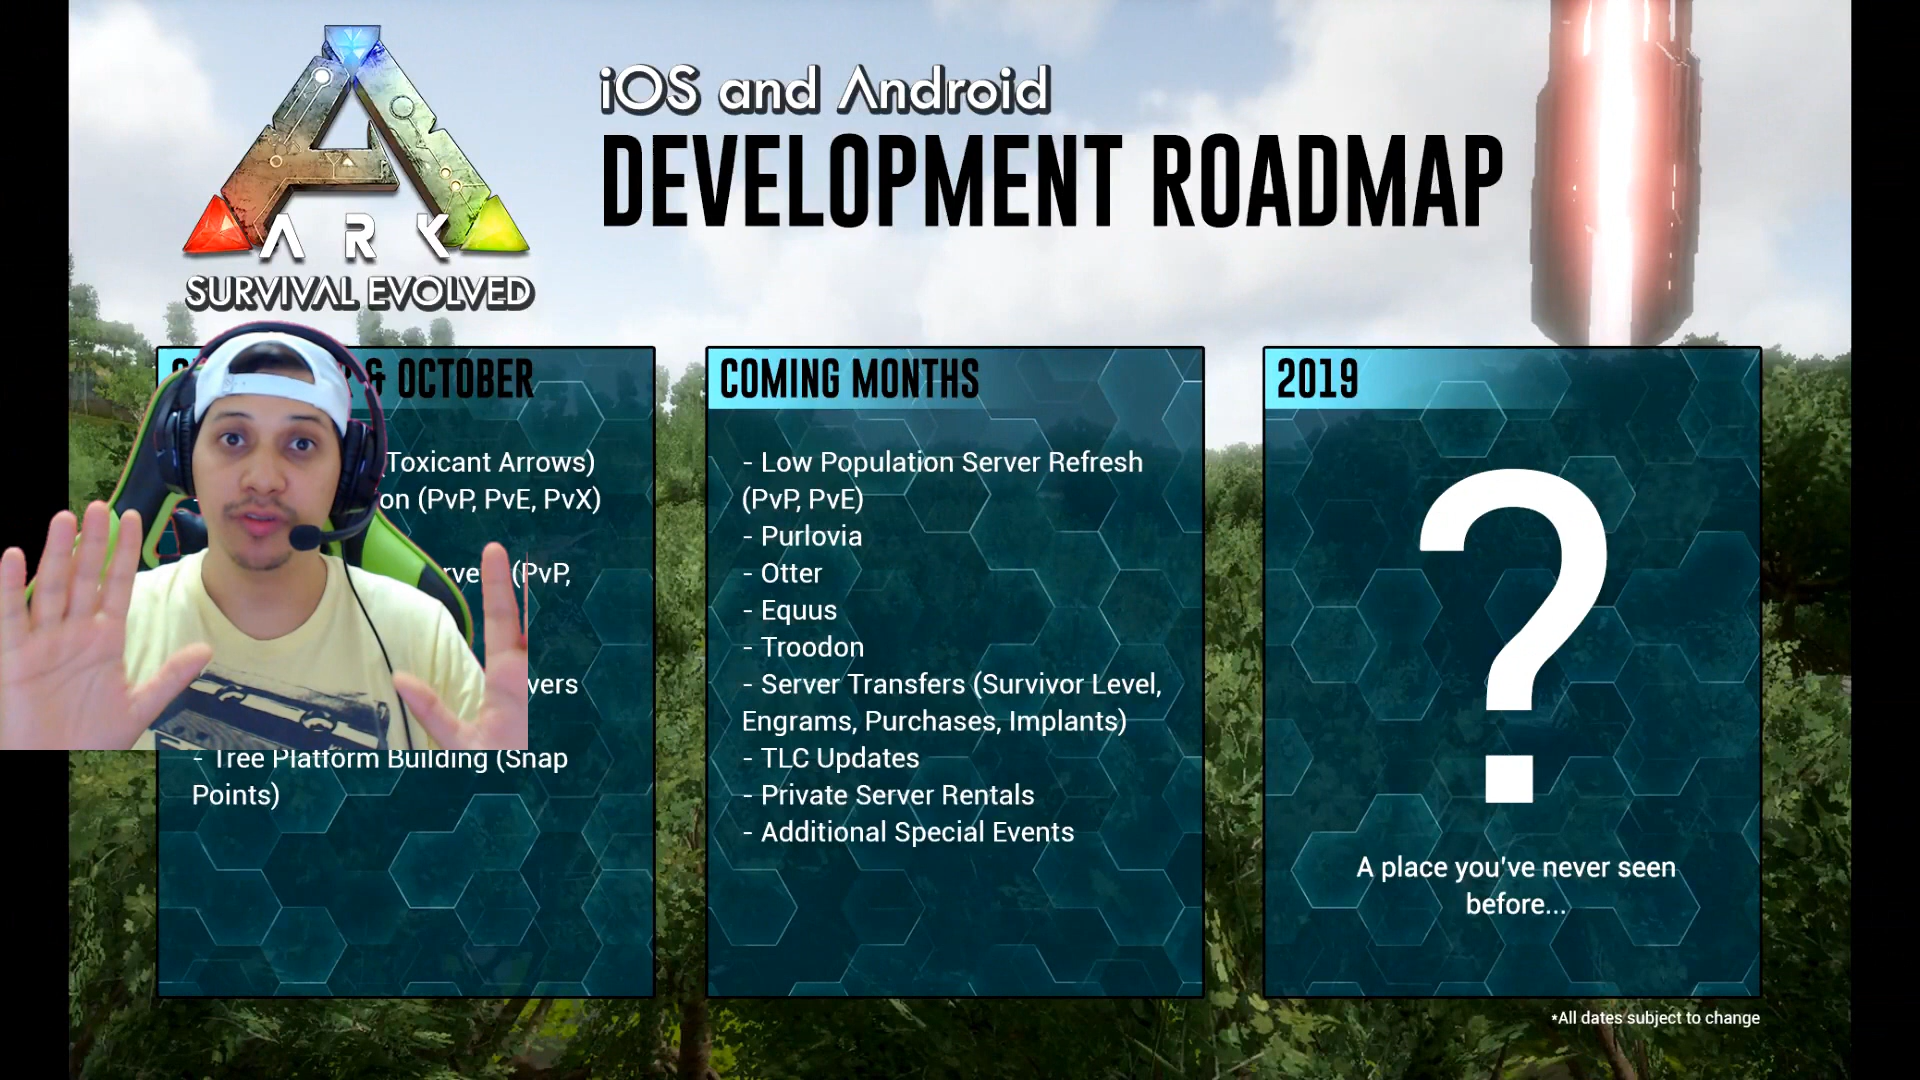 ARK
SURVIVAL EVOLVED
iOS and Android
DEVELOPMENT ROADMAP
& OCTOBER
(Toxicant Arrows)
(PvP, PvE, PvX)
(PvP,
- Tree Platform Building (Snap
Points)
COMING MONTHS
- Low Population Server Refresh
(PvP, PvE)
- Purlovia
- Otter
- Equus
- Troodon
- Server Transfers (Survivor Level,
Engrams, Purchases, Implants)
- TLC Updates
- Private Server Rentals
- Additional Special Events
2019
?
A place you've never seen
before...
*All dates subject to change